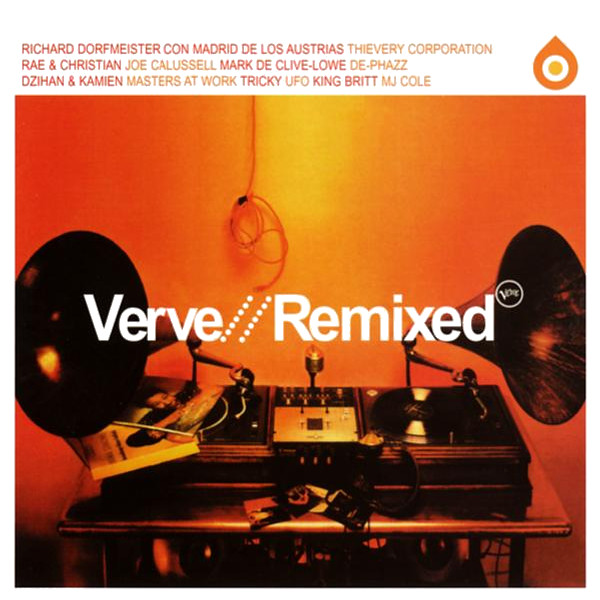 RICHARD DORFMEISTER CON MADRID DE LOS AUSTRIAS THIEVERY CORPORATION
RAE & CHRISTIAN JOE CALUSSELL MARK DE CLIVE-LOWE DE-PHAZZ
DZIHAN & KAMIEN MASTERS AT WORK TRICKY UFO KING BRITT MJ COLE
Verve//Remixed
Verve